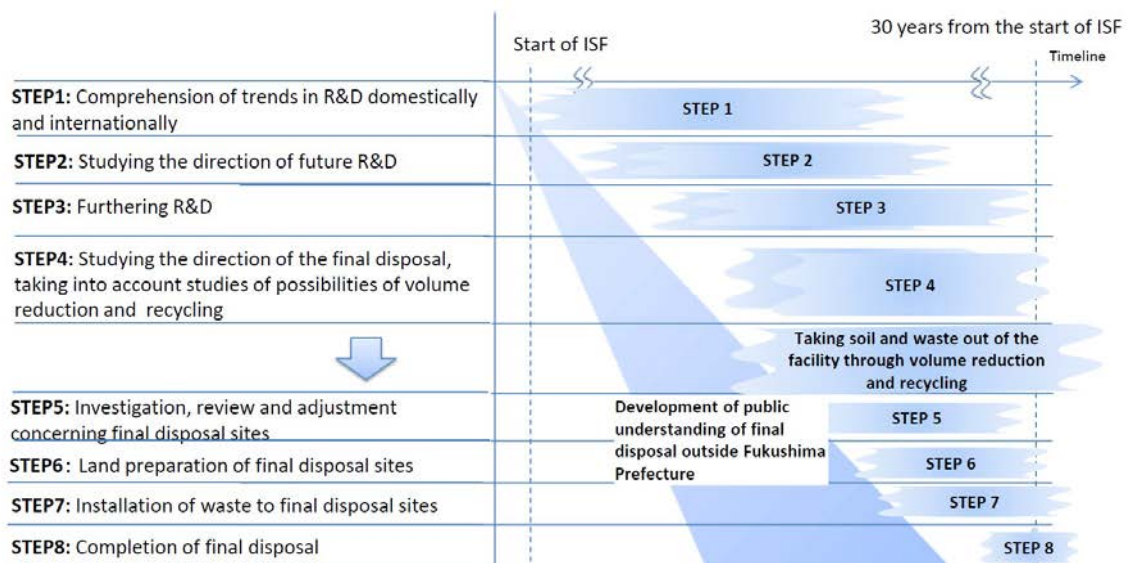 Start of ISF
30 years from the start of ISF
Timeline
STEP1: Comprehension of trends in R&D domestically
and internationally
STEP 1
STEP2: Studying the direction of future R&D
STEP 2
STEP3: Furthering R&D
STEP 3
STEP4: Studying the direction of the final disposal,
taking into account studies of possibilities of volume
reduction and recycling
STEP 4
Taking soil and waste out of the
facility through volume reduction
and recycling
STEP5: Investigation, review and adjustment
concerning final disposal sites
Development of public
understanding of final
disposal outside Fukushima
Prefecture
STEP 5
STEP6: Land preparation of final disposal sites
STEP 6
STEP7: Installation of waste to final disposal sites
STEP 7
STEP8: Completion of final disposal
STEP 8